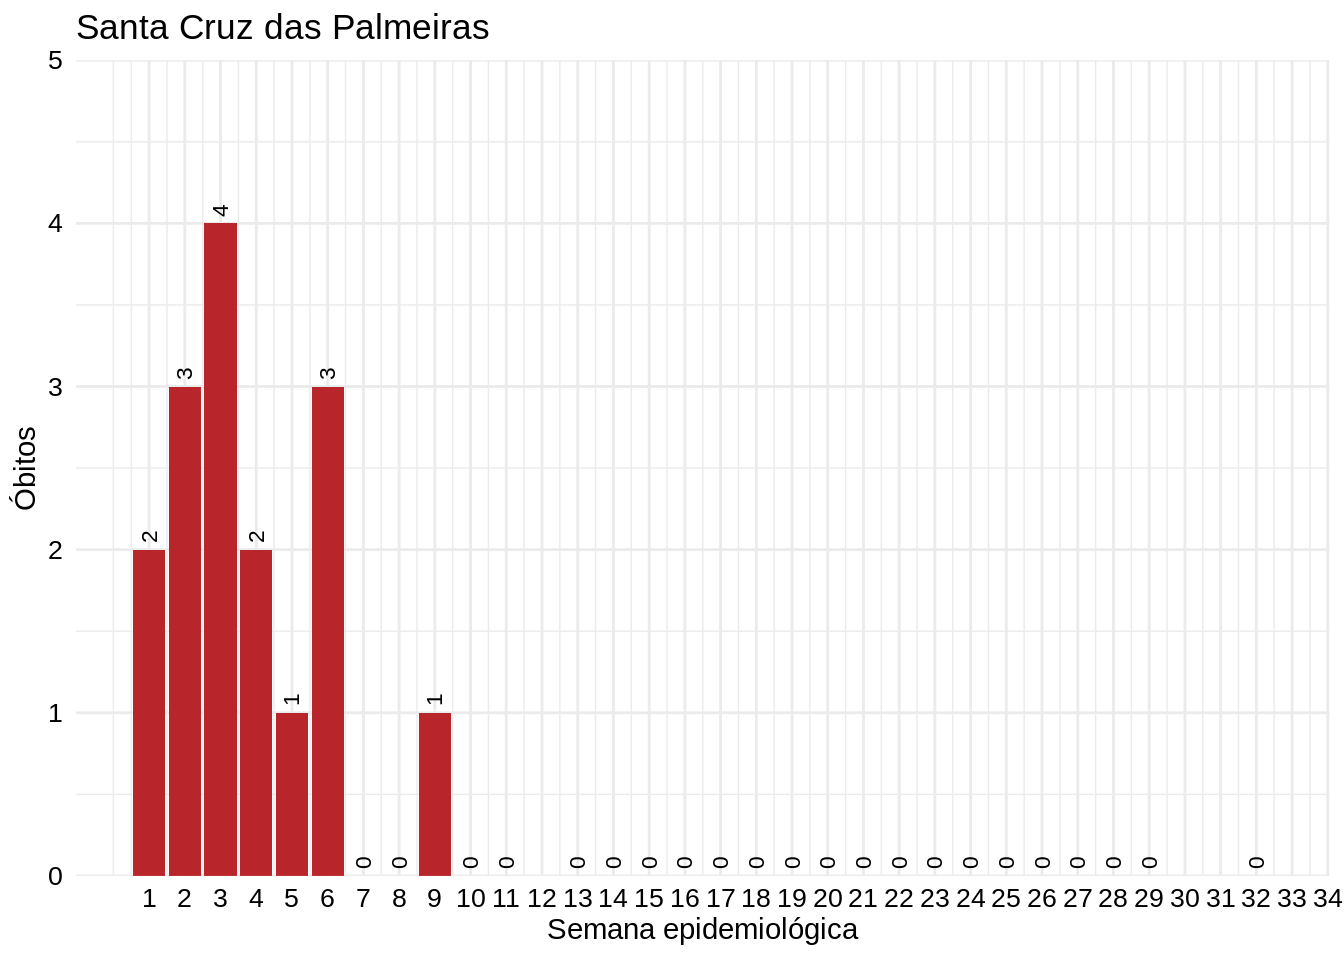 Santa Cruz das Palmeiras
5
4
3
2
1
0
Óbitos
2 3 4 2 1 3 0 0 1 0 0 0 0 0 0 0 0 0 0 0 0 0 0 0 0 0 0 0 0
1 2 3 4 5 6 7 8 9 10 11 12 13 14 15 16 17 18 19 20 21 22 23 24 25 26 27 28 29 30 31 32 33 34
Semana epidemiológica